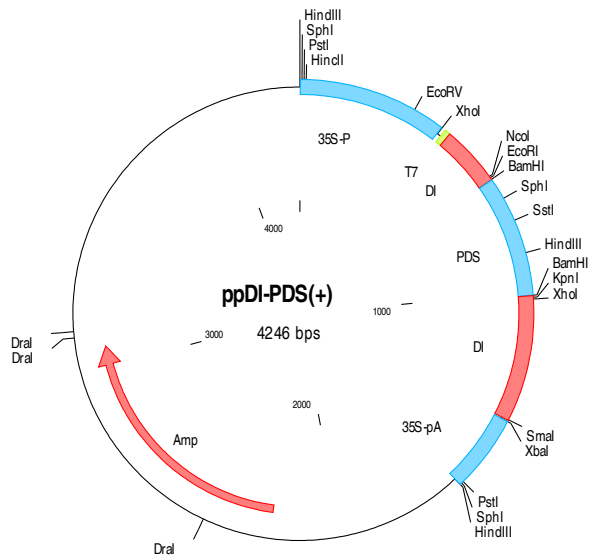 HindIII
SphI
PstI
HincII
EcoRV
XhoI
35S-P
NcoI
EcoRI
BamHI
T7
DI
SphI
SstI
4000
HindIII
PDS
BamHI
KpnI
XhoI
ppDI-PDS(+)
1000
4246 bps
3000
DraI
DraI
DI
2000
35S-pA
Amp
SmaI
XbaI
PstI
SphI
HindIII
DraI